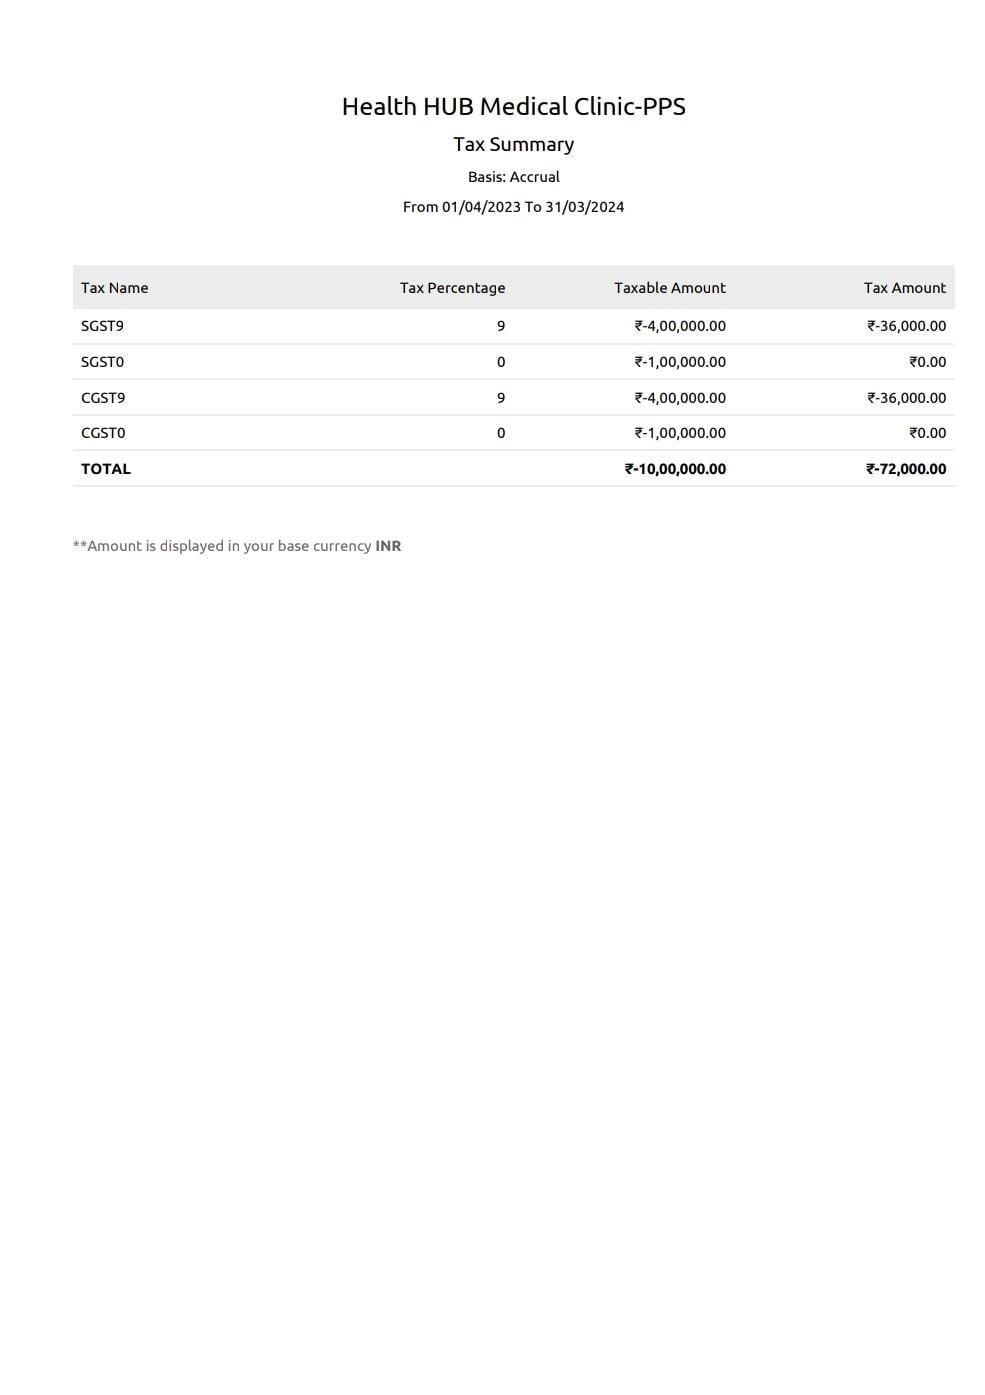 Health HUB Medical Clinic-PPS
Tax Summary
Basis: Accrual
From 01/04/2023 To 31/03/2024
Tax Name Tax Percentage Taxable Amount Tax Amount
SGST9 9 ₹-4,00,000.00 ₹-36,000.00
SGST0 0 ₹-1,00,000.00 ₹0.00
CGST9 9 ₹-4,00,000.00 ₹-36,000.00
CGST0 0 ₹-1,00,000.00 ₹0.00
TOTAL ₹-10,00,000.00 ₹-72,000.00
**Amount is displayed in your base currency INR